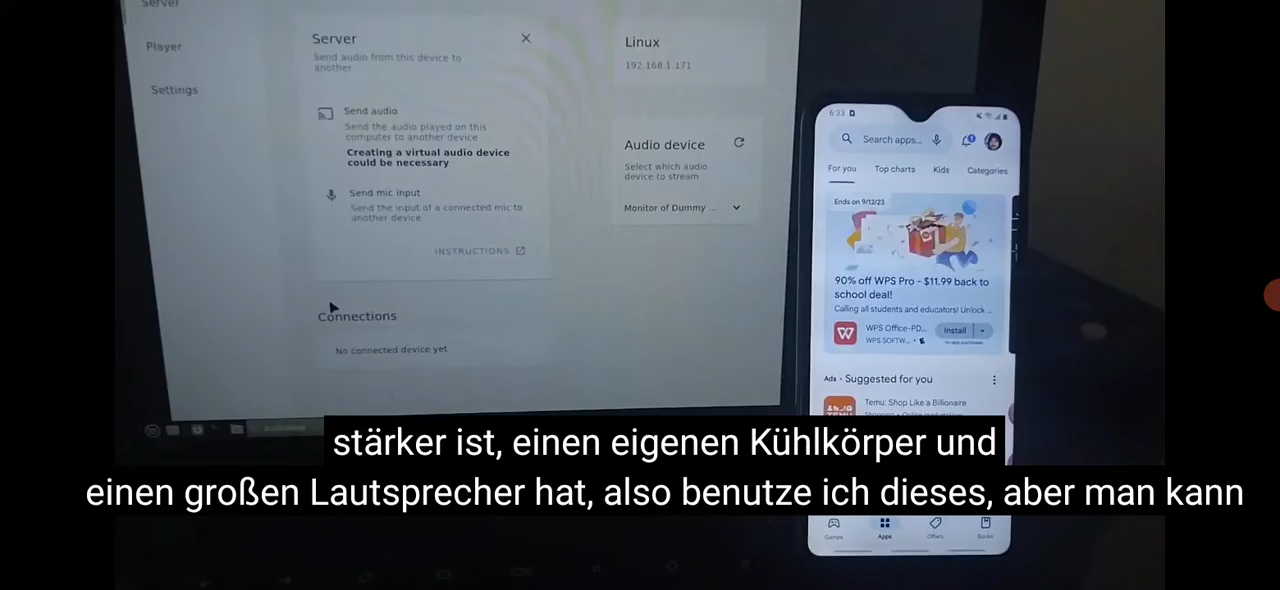 Server
Player
Settings
Server
Send audio from this device to
another
Send audio
Send the audio played on this
computer to another device
Creating a virtual audio device
could be necessary
Send mic input
Send the input of a connected mic to
another device
INSTRUCTIONS
Connections
No connected device yet
Linux
192.168.1.171
Audio device
Select which audio
device to stream
Monitor of Dummy ...
6:33
Search apps...
For you
Top charts
Kids
Categories
Ends on 9/12/23
90% off WPS Pro - $11.99 back to
school deal!
Calling all students and educators! Unlock ...
WPS Office-PD...
WPS SOFTW...
Install
Ads • Suggested for you
Temu: Shop Like a Billionaire
stärker ist, einen eigenen Kühlkörper und
einen großen Lautsprecher hat, also benutze ich dieses, aber man kann
Games
Apps
Offers
Books